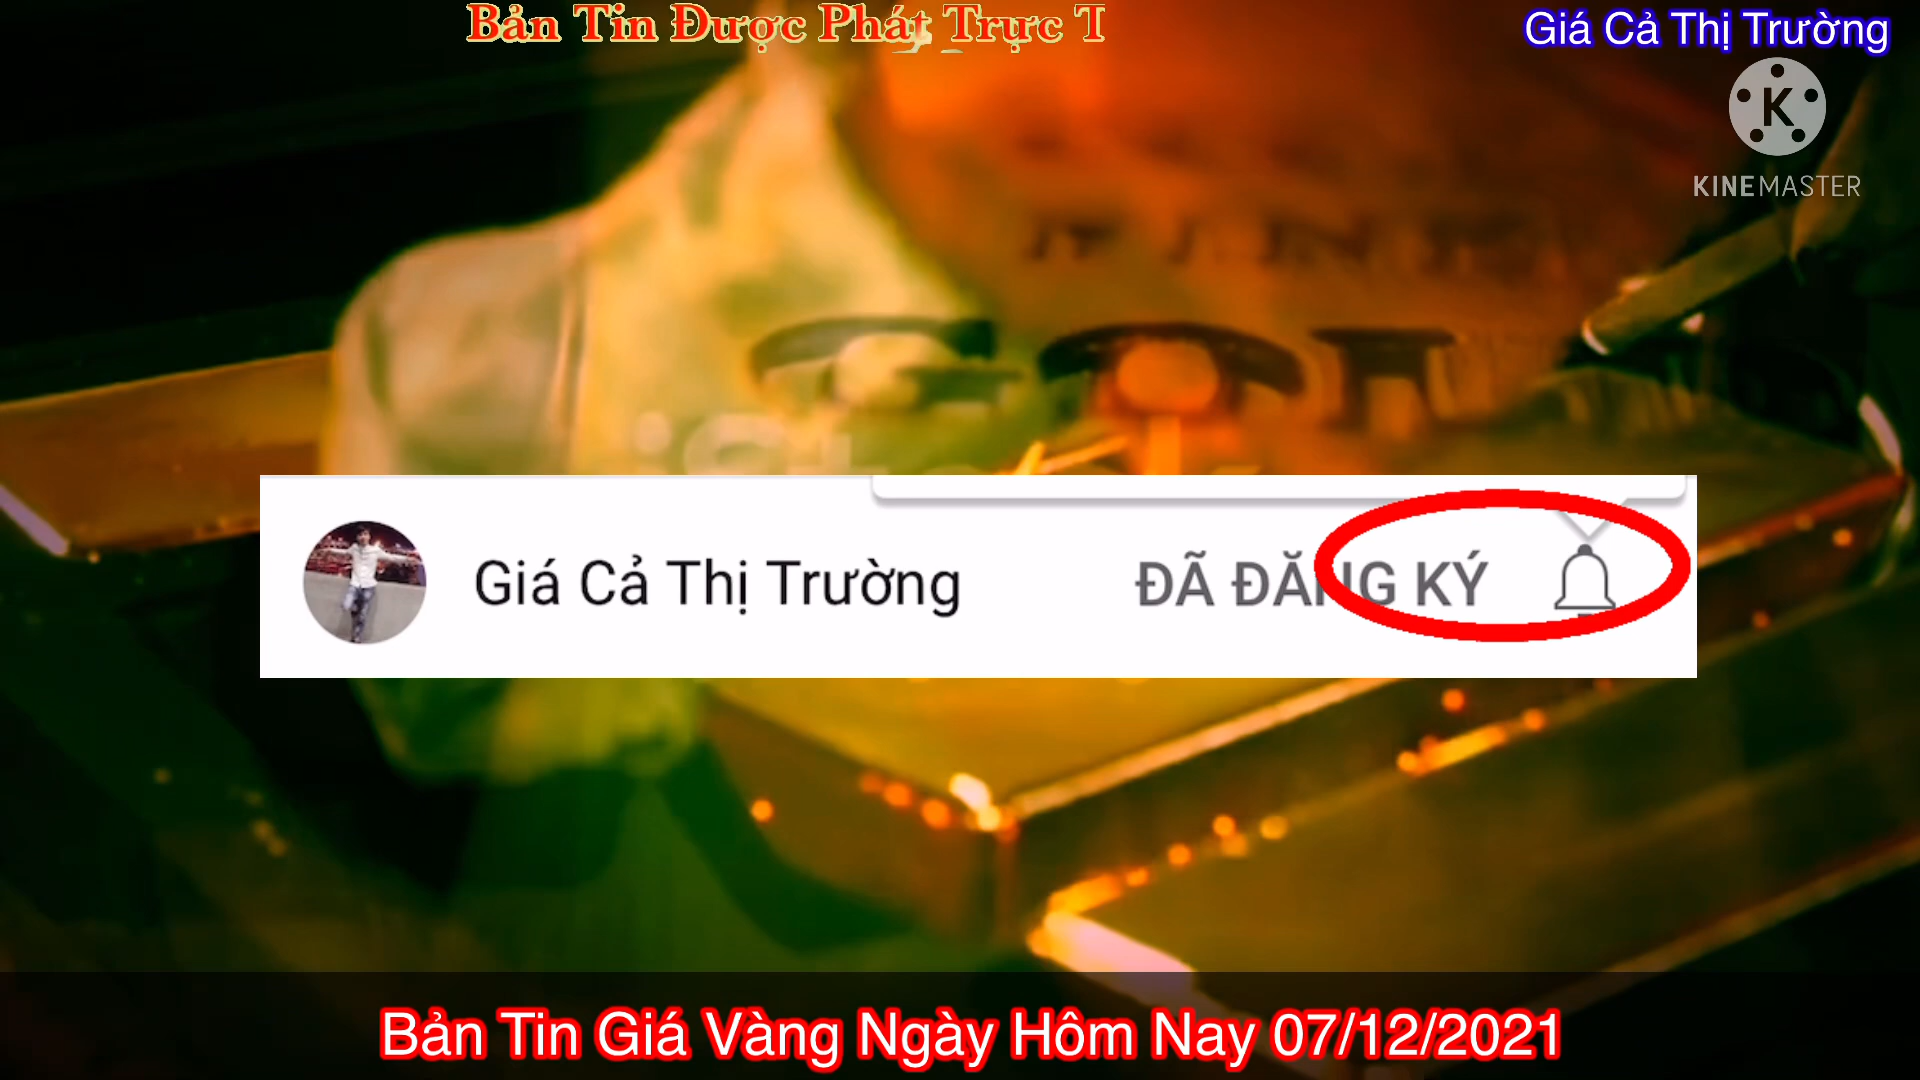 Bản Tin Được Phát Trực T
Giá Cả Thị Trường
K
KINEMASTER
Giá Cả Thị Trường
ĐÃ ĐĂNG KÝ
Bản Tin Giá Vàng Ngày Hôm Nay 07/12/2021